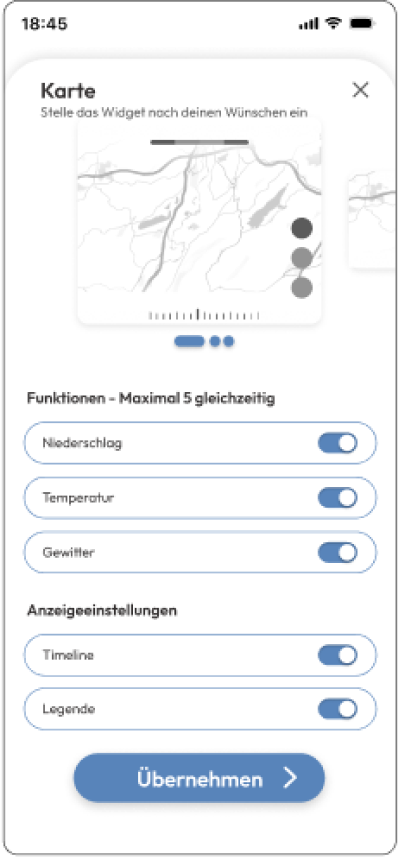 18:45
Karte
Stelle das Widget nach deinen Wünschen ein
Funktionen - Maximal 5 gleichzeitig
Niederschlag
Temperatur
Gewitter
Anzeigeeinstellungen
Timeline
Legende
Übernehmen